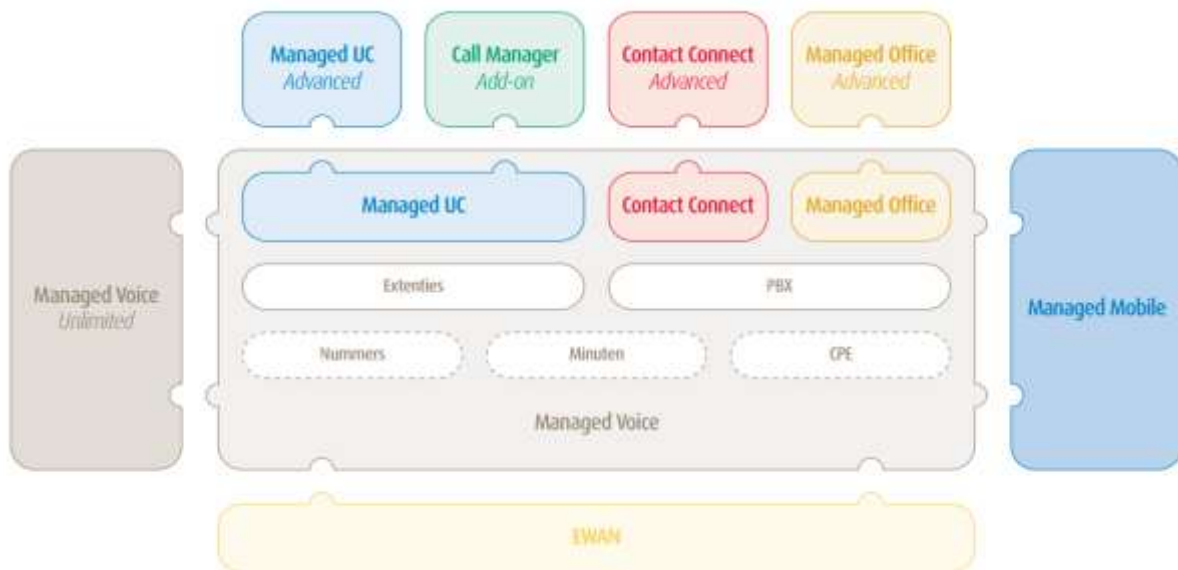 Managed UC
Advanced
Call Manager
Add-on
Contact Connect
Advanced
Managed Office
Advanced
Managed UC
Contact Connect
Managed Office
Extenties
PBX
Managed Voice
Unlimited
Managed Mobile
Nummers
Minuten
CPE
Managed Voice
EWAN